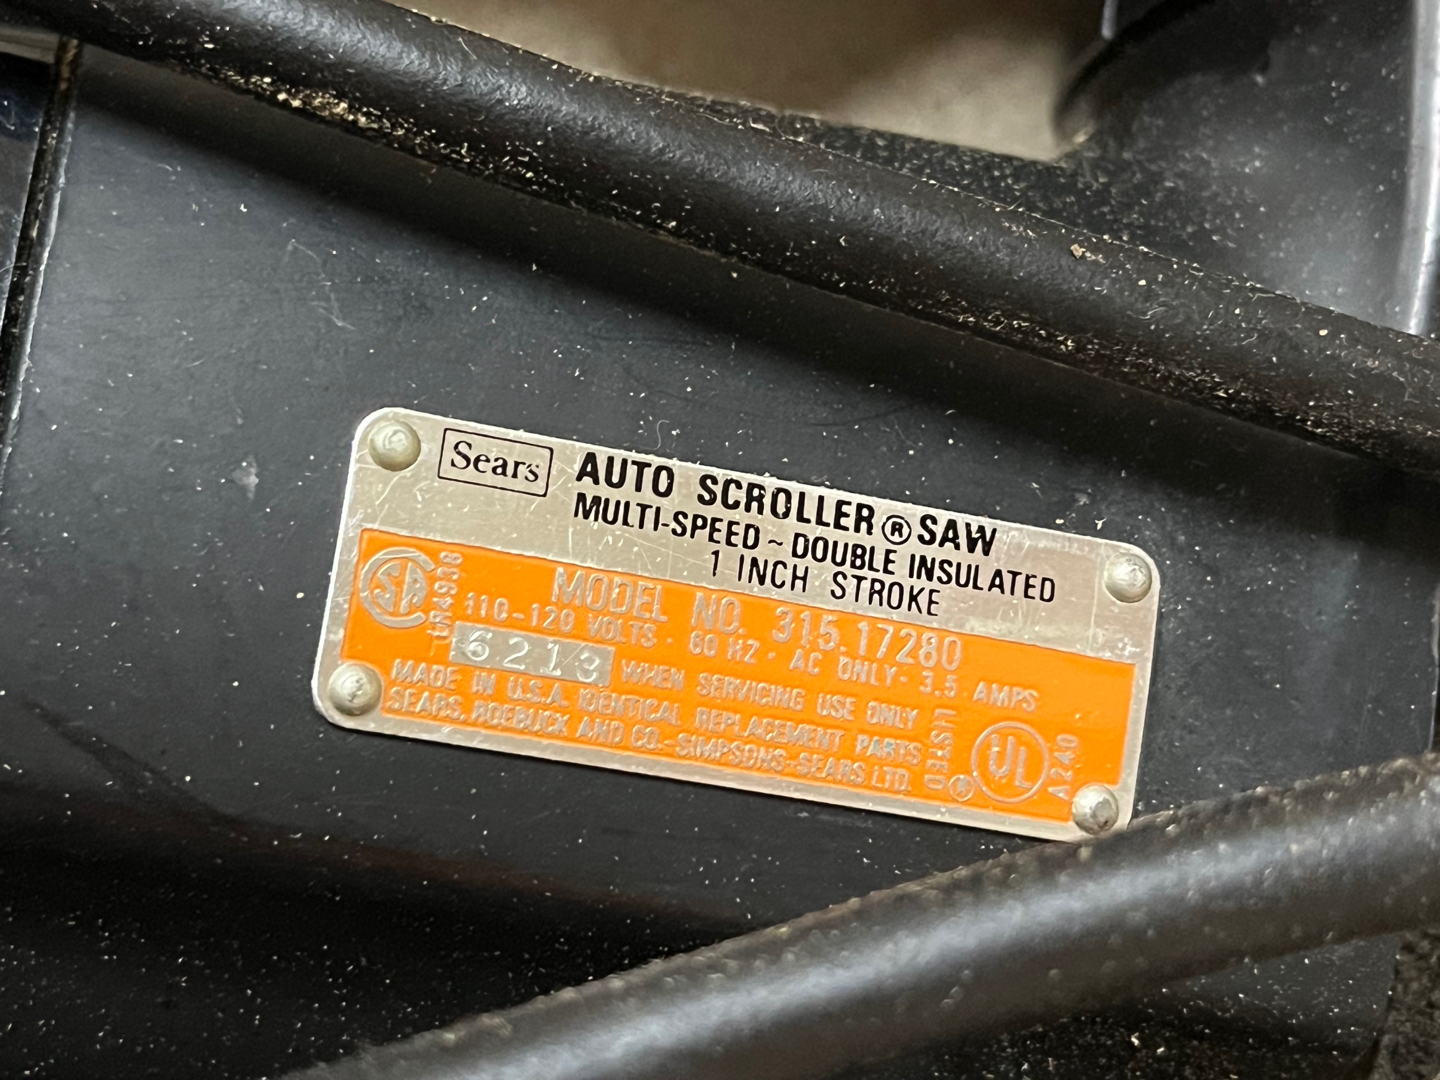 Sears
AUTO SCROLLER® SAW
MULTI-SPEED ~ DOUBLE INSULATED
1 INCH STROKE
MODEL NO. 315.17280
110-120 VOLTS · 60 HZ · AC ONLY · 3.5 AMPS
6213 WHEN SERVICING USE ONLY
MADE IN U.S.A. IDENTICAL REPLACEMENT PARTS
SEARS, ROEBUCK AND CO.-SIMPSONS-SEARS LTD.
LR4938
LISTED
UL
®
A240